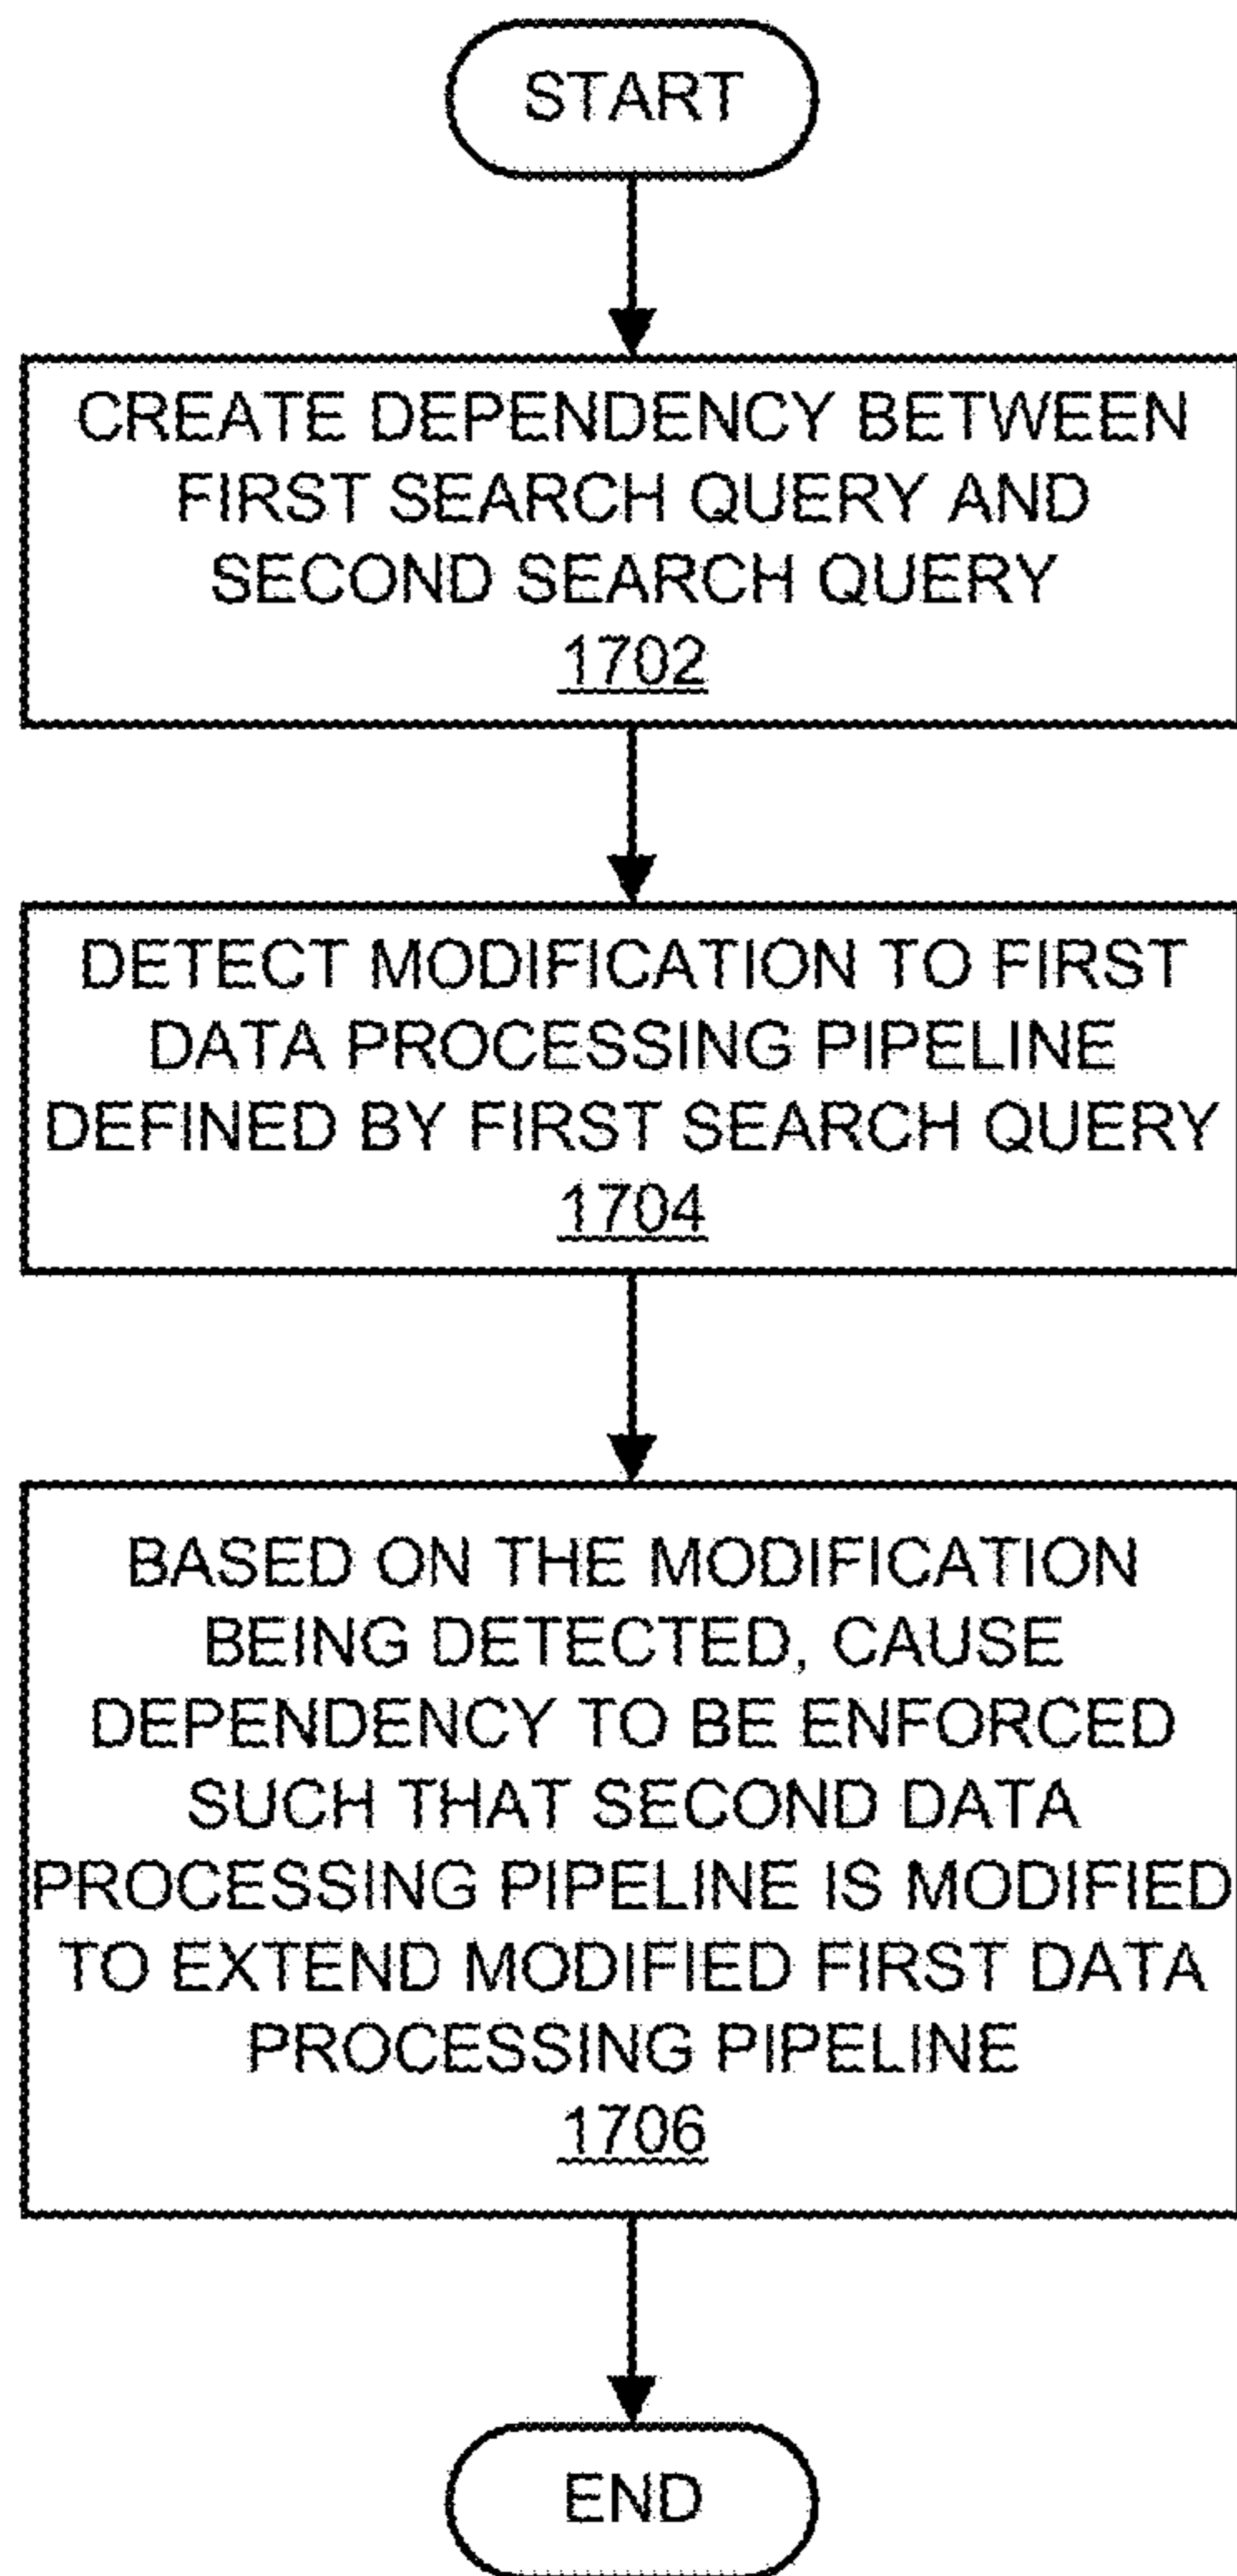 START
CREATE DEPENDENCY BETWEEN
FIRST SEARCH QUERY AND
SECOND SEARCH QUERY
1702
DETECT MODIFICATION TO FIRST
DATA PROCESSING PIPELINE
DEFINED BY FIRST SEARCH QUERY
1704
BASED ON THE MODIFICATION
BEING DETECTED, CAUSE
DEPENDENCY TO BE ENFORCED
SUCH THAT SECOND DATA
PROCESSING PIPELINE IS MODIFIED
TO EXTEND MODIFIED FIRST DATA
PROCESSING PIPELINE
1706
END